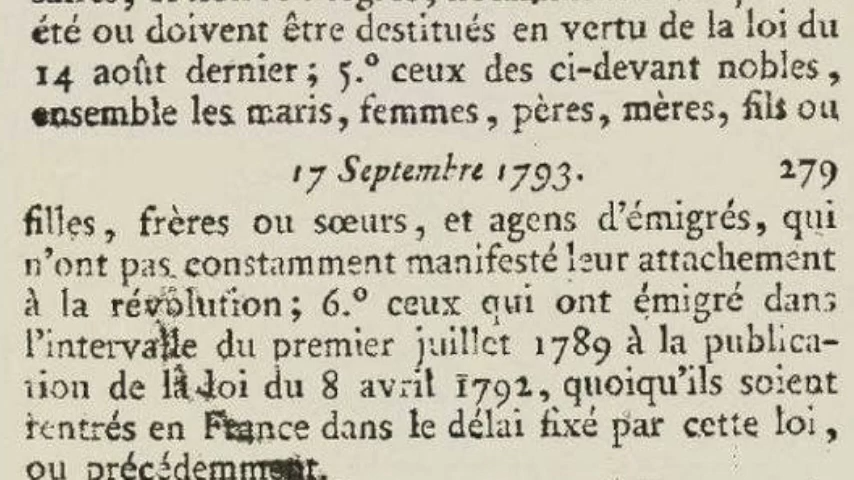 été ou doivent être destitués en vertu de la loi du
14 août dernier ; 5.º ceux des ci-devant nobles ,
ensemble les maris, femmes , pères, mères, fils ou
17 Septembre 1793. 279
filles , frères ou sœurs , et agens d'émigrés, qui
n'ont pas constamment manifesté leur attachement
à la révolution ; 6.º ceux qui ont émigré dans
l'intervalle du premier juillet 1789 à la publica-
tion de la loi du 8 avril 1792, quoiqu'ils soient
rentrés en France dans le délai fixé par cette loi ,
ou précédemment.